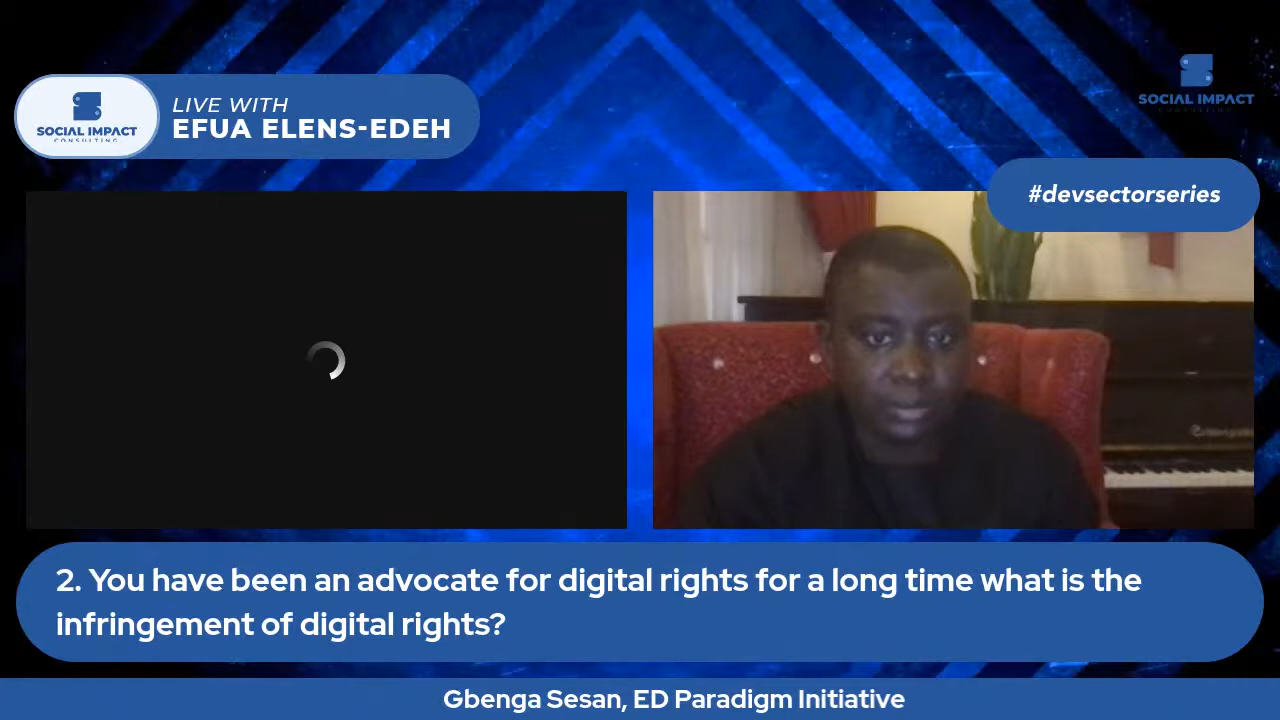 SOCIAL IMPACT
CONSULTING
LIVE WITH
EFUA ELENS-EDEH
SOCIAL IMPACT
#devsectorseries
2. You have been an advocate for digital rights for a long time what is the
infringement of digital rights?
Gbenga Sesan, ED Paradigm Initiative